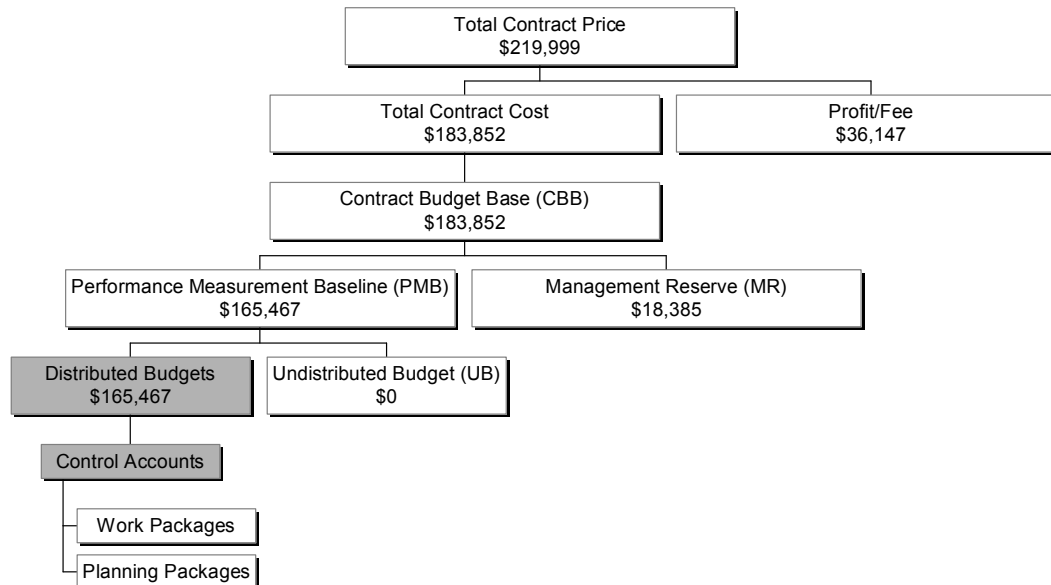 Total Contract Price
$219,999
Total Contract Cost
$183,852
Profit/Fee
$36,147
Contract Budget Base (CBB)
$183,852
Performance Measurement Baseline (PMB)
$165,467
Management Reserve (MR)
$18,385
Distributed Budgets
$165,467
Undistributed Budget (UB)
$0
Control Accounts
Work Packages
Planning Packages